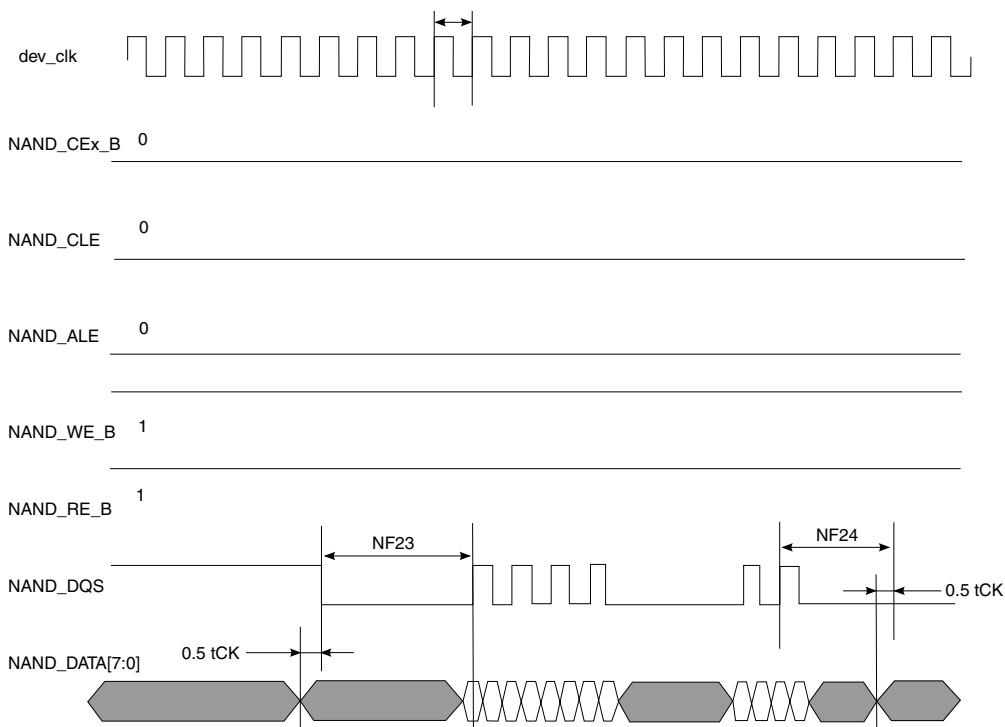 dev_clk
NAND_CEx_B 0
NAND_CLE 0
NAND_ALE 0
NAND_WE_B 1
NAND_RE_B 1
NF23
NF24
NAND_DQS
0.5 tCK
NAND_DATA[7:0]
0.5 tCK